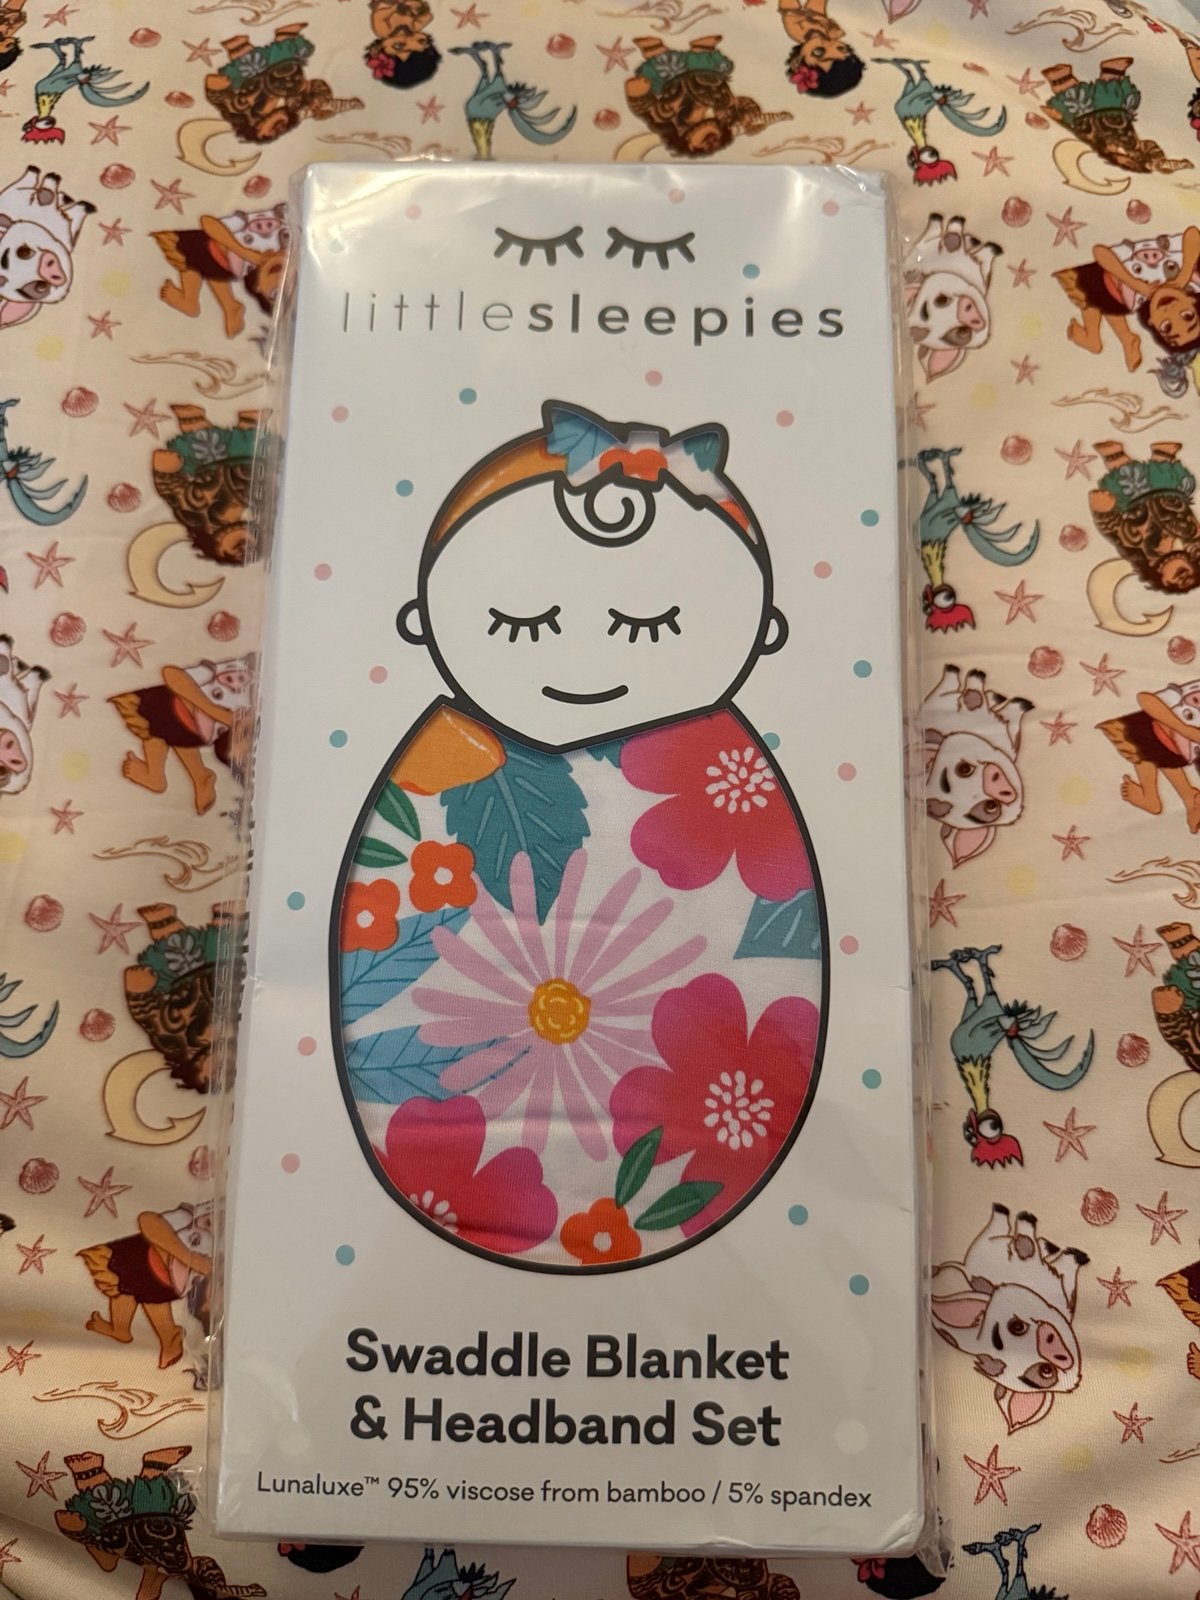 littlesleepies
Swaddle Blanket
& Headband Set
Lunaluxe™ 95% viscose from bamboo / 5% spandex